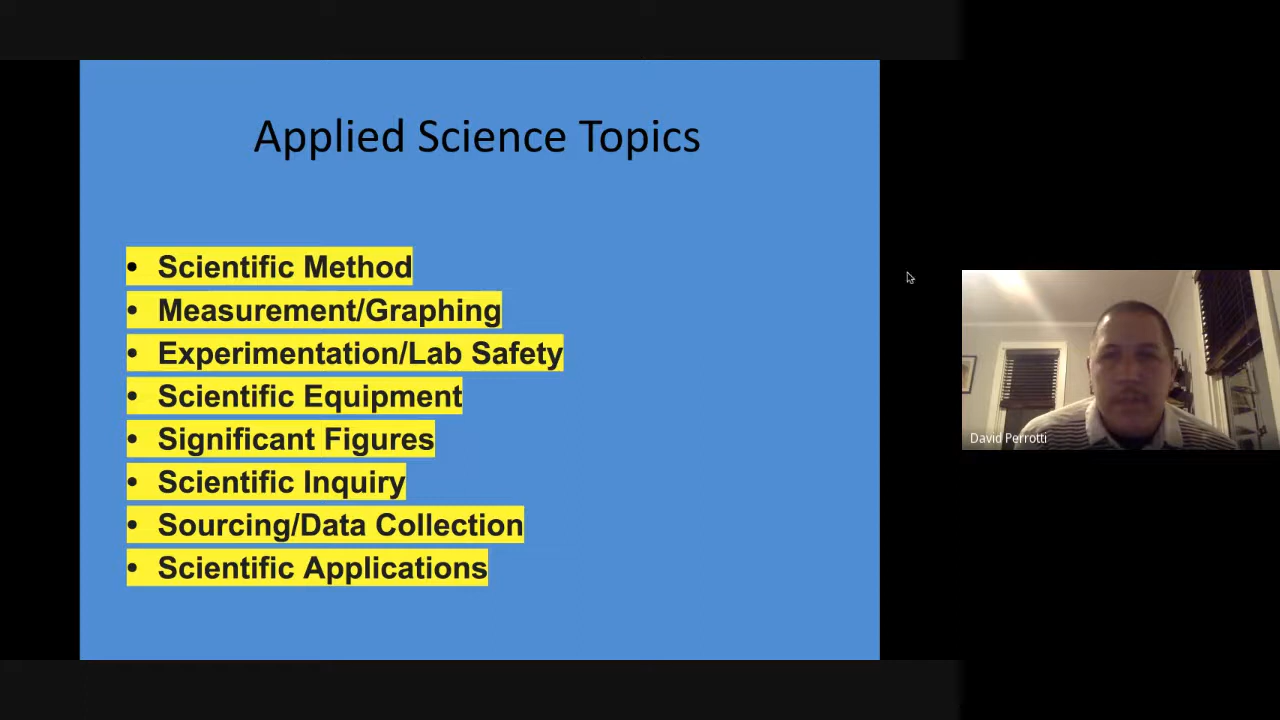 Applied Science Topics
• Scientific Method
• Measurement/Graphing
• Experimentation/Lab Safety
• Scientific Equipment
• Significant Figures
• Scientific Inquiry
• Sourcing/Data Collection
• Scientific Applications
David Perrotti